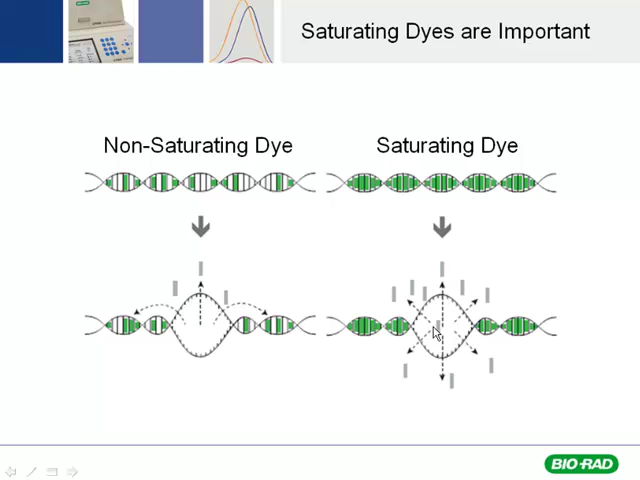 Saturating Dyes are Important
Non-Saturating Dye
Saturating Dye
BIO-RAD